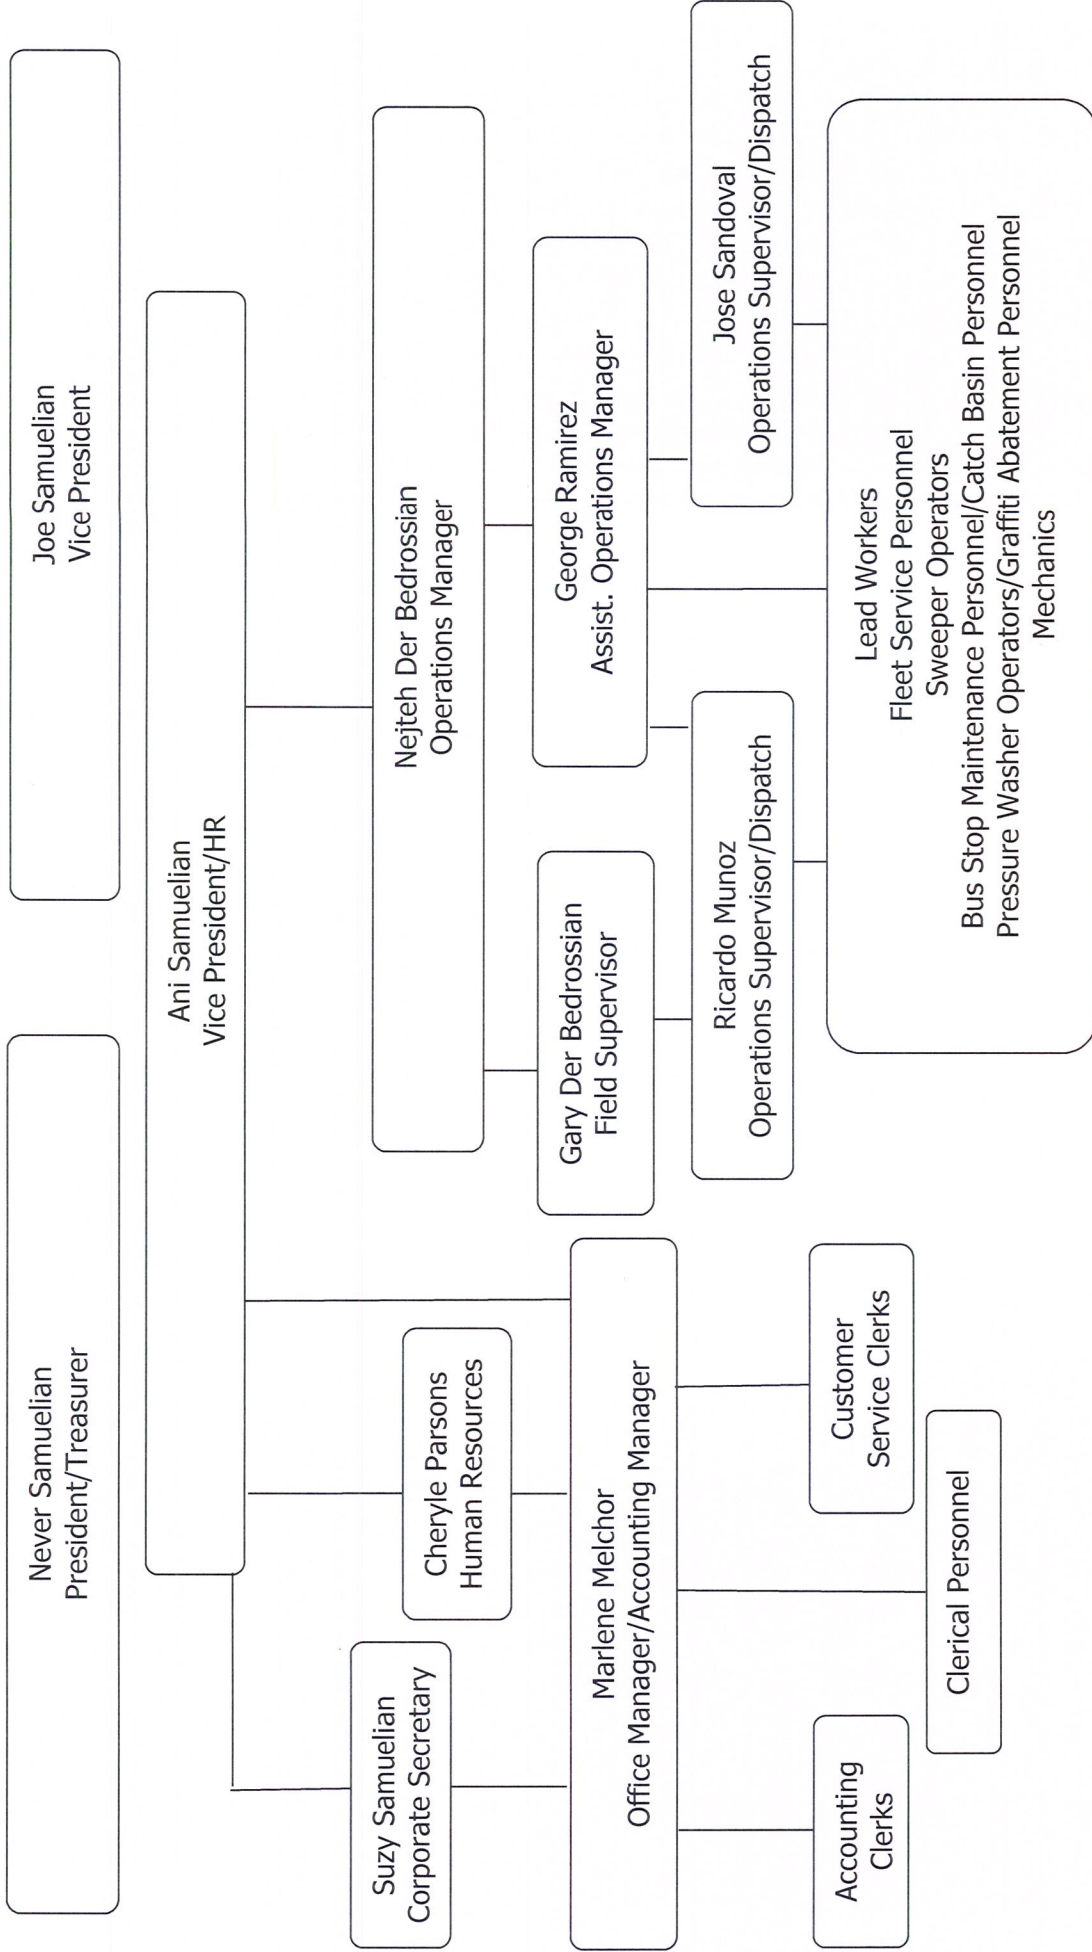 Never Samuelian
President/Treasurer
Joe Samuelian
Vice President
Ani Samuelian
Vice President/HR
Suzy Samuelian
Corporate Secretary
Cheryle Parsons
Human Resources
Nejteh Der Bedrossian
Operations Manager
Marlene Melchor
Office Manager/Accounting Manager
Gary Der Bedrossian
Field Supervisor
George Ramirez
Assist. Operations Manager
Ricardo Munoz
Operations Supervisor/Dispatch
Jose Sandoval
Operations Supervisor/Dispatch
Accounting
Clerks
Customer
Service Clerks
Clerical Personnel
Lead Workers
Fleet Service Personnel
Sweeper Operators
Bus Stop Maintenance Personnel/Catch Basin Personnel
Pressure Washer Operators/Graffiti Abatement Personnel
Mechanics